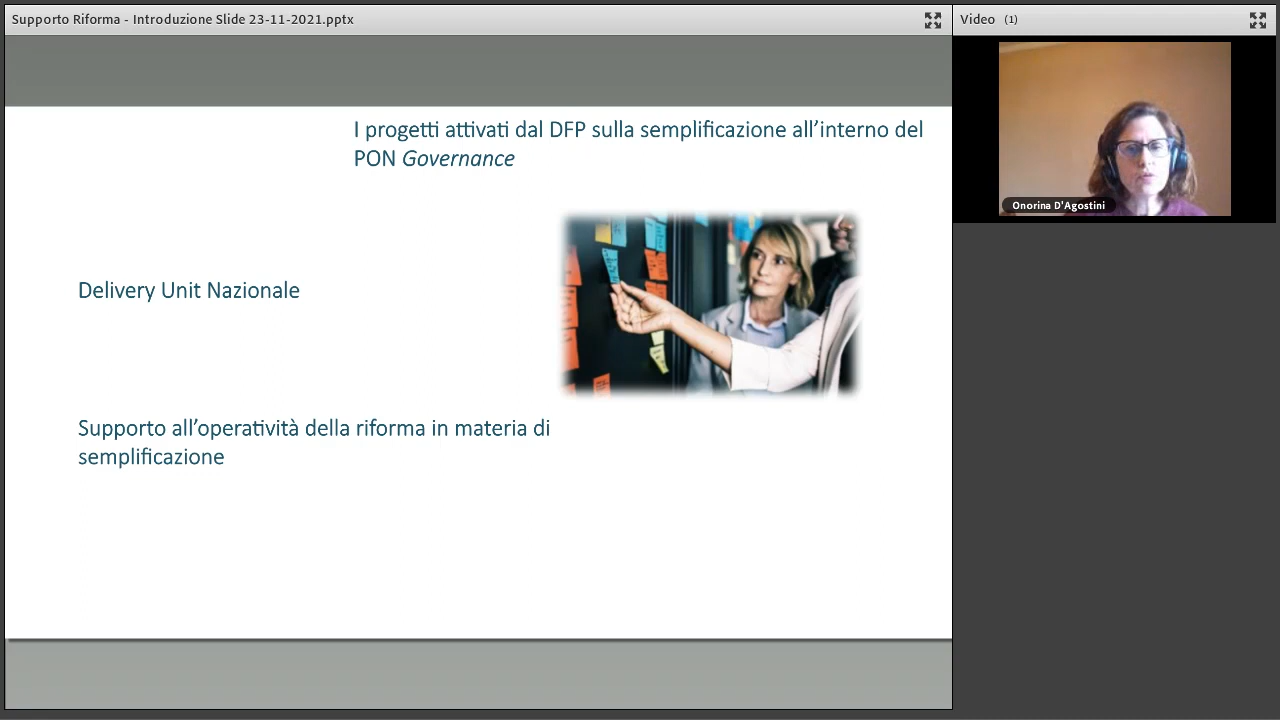 Supporto Riforma - Introduzione Slide 23-11-2021.pptx
Video (1)
I progetti attivati dal DFP sulla semplificazione all’interno del
PON Governance
Onorina D'Agostini
Delivery Unit Nazionale
Supporto all’operatività della riforma in materia di
semplificazione